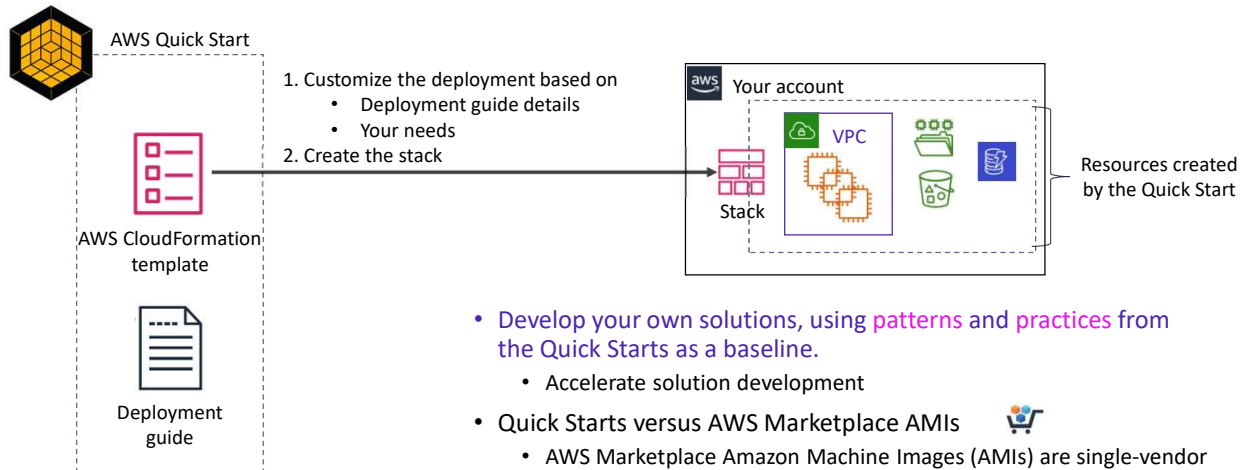 AWS Quick Start
1. Customize the deployment based on
• Deployment guide details
• Your needs
2. Create the stack
aws
Your account
VPC
Stack
Resources created
by the Quick Start
AWS CloudFormation
template
Deployment
guide
• Develop your own solutions, using patterns and practices from
the Quick Starts as a baseline.
• Accelerate solution development
• Quick Starts versus AWS Marketplace AMIs
• AWS Marketplace Amazon Machine Images (AMIs) are single-vendor